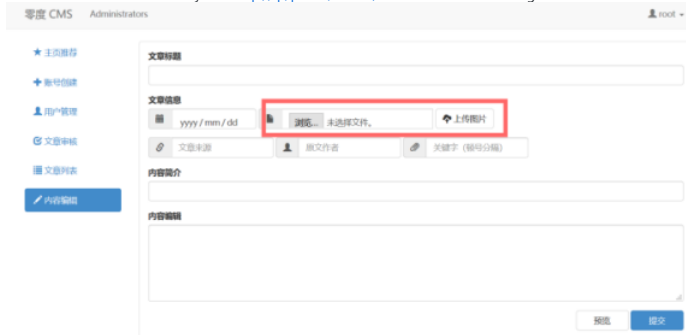 零度 CMS Administrators root
主页推荐
账号创建
用户管理
文章审核
文章列表
内容编辑
文章标题
文章信息
yyyy / mm / dd 浏览... 未选择文件。 上传图片
文章来源 原文作者 关键字（顿号分隔）
内容简介
内容编辑
预览 提交